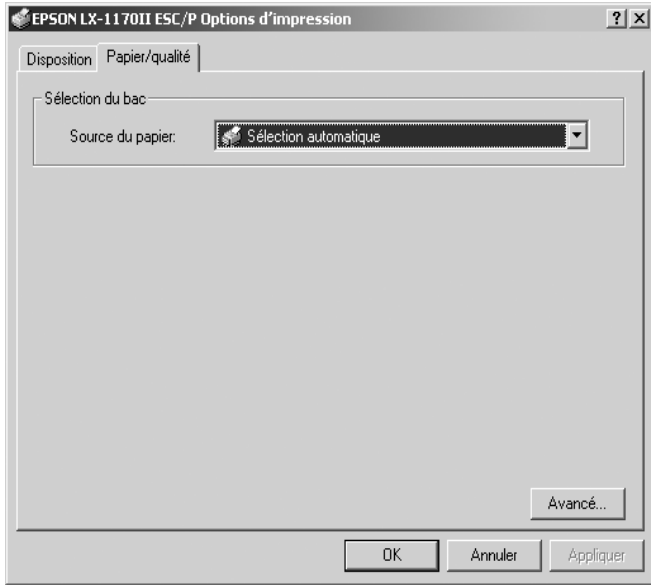 EPSON LX-1170II ESC/P Options d'impression
Disposition Papier/qualité
Sélection du bac
Source du papier: Sélection automatique
Avancé...
OK Annuler Appliquer